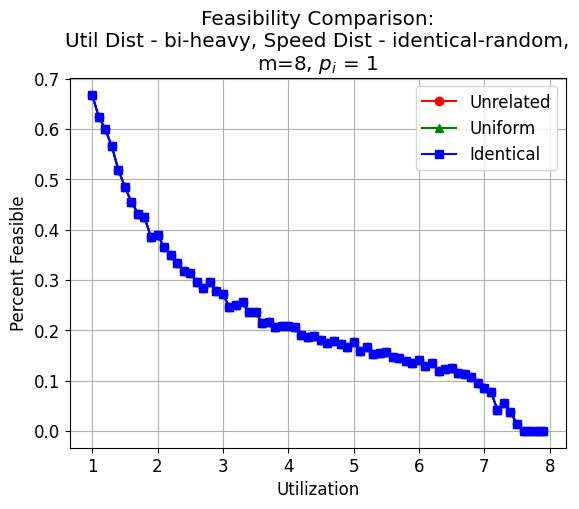 Feasibility Comparison:
Util Dist - bi-heavy, Speed Dist - identical-random,
m=8, $p_i$ = 1
Unrelated
Uniform
Identical
Percent Feasible
0.7
0.6
0.5
0.4
0.3
0.2
0.1
0.0
1 2 3 4 5 6 7 8
Utilization